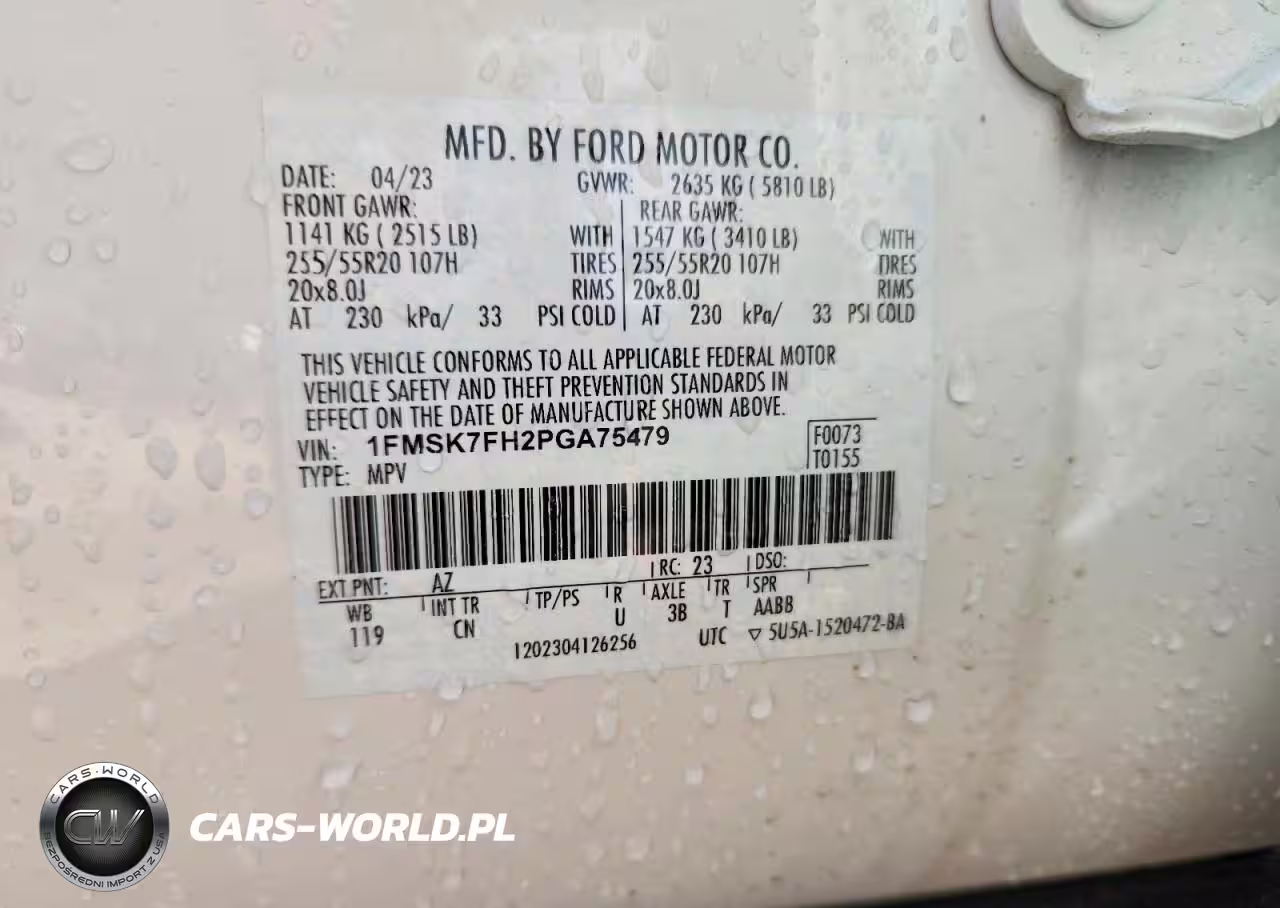 MFD. BY FORD MOTOR CO.
DATE: 04/23 GVWR: 2635 KG ( 5810 LB)
FRONT GAWR: REAR GAWR:
1141 KG ( 2515 LB) WITH 1547 KG ( 3410 LB) WITH
255/55R20 107H TIRES 255/55R20 107H TIRES
20x8.0J RIMS 20x8.0J RIMS
AT 230 kPa/ 33 PSI COLD AT 230 kPa/ 33 PSI COLD
THIS VEHICLE CONFORMS TO ALL APPLICABLE FEDERAL MOTOR
VEHICLE SAFETY AND THEFT PREVENTION STANDARDS IN
EFFECT ON THE DATE OF MANUFACTURE SHOWN ABOVE.
VIN: 1FMSK7FH2PGA75479 F0073
TYPE: MPV T0155
EXT PNT: AZ RC: 23 DSO:
WB INT TR TP/PS R AXLE TR SPR
119 CN U 3B T AABB
1202304126256 UTC ▽ 5U5A-1520472-BA
CARS-WORLD
CW
BEZPOŚREDNI IMPORT Z USA
CARS-WORLD.PL